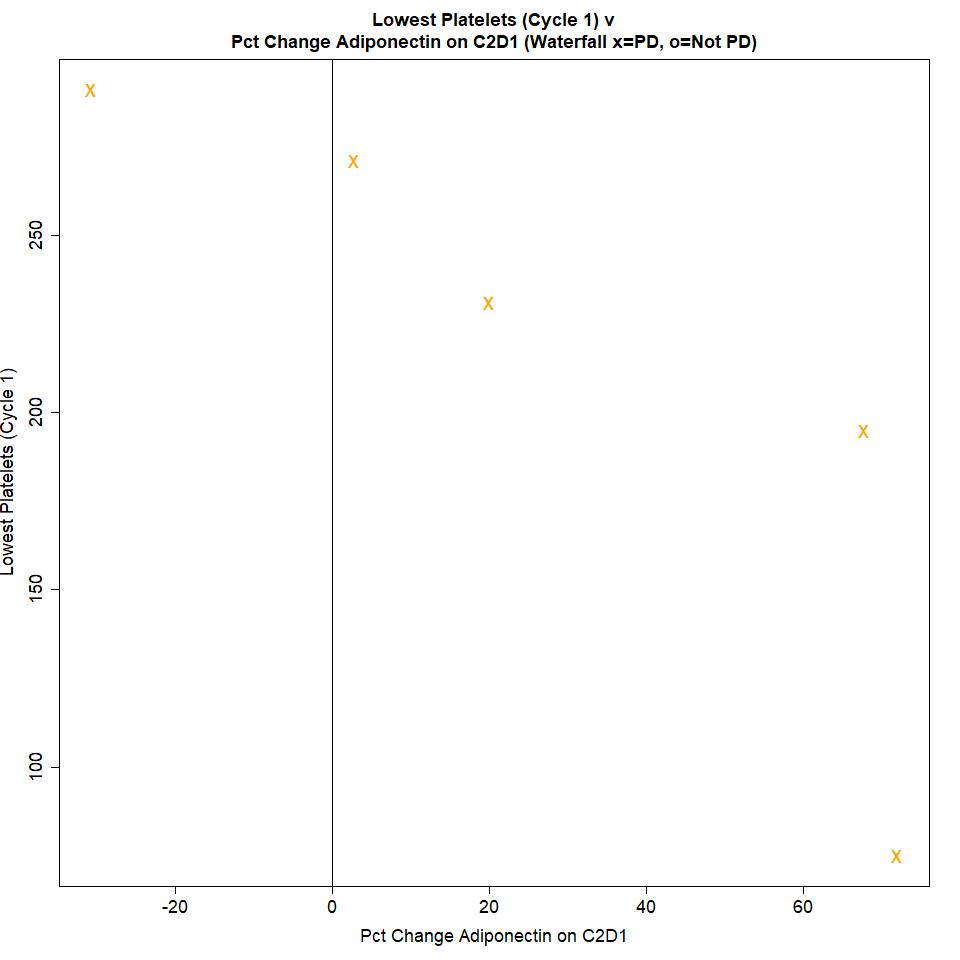 Lowest Platelets (Cycle 1) v
Pct Change Adiponectin on C2D1 (Waterfall x=PD, o=Not PD)
Lowest Platelets (Cycle 1)
250
200
150
100
X
X
X
X
X
-20
0
20
40
60
Pct Change Adiponectin on C2D1